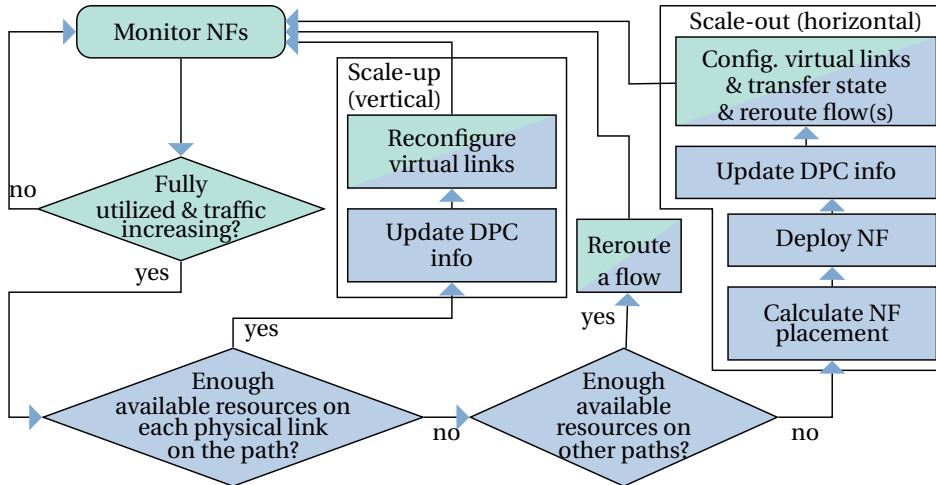 Monitor NFs
Scale-up
(vertical)
Scale-out (horizontal)
Config. virtual links
& transfer state
& reroute flow(s)
Reconfigure
virtual links
Update DPC info
no
Fully
utilized & traffic
increasing?
Update DPC
info
Reroute
a flow
Deploy NF
yes
Calculate NF
placement
yes
yes
Enough
available resources on
each physical link
on the path?
no
Enough
available
resources on
other paths?
no